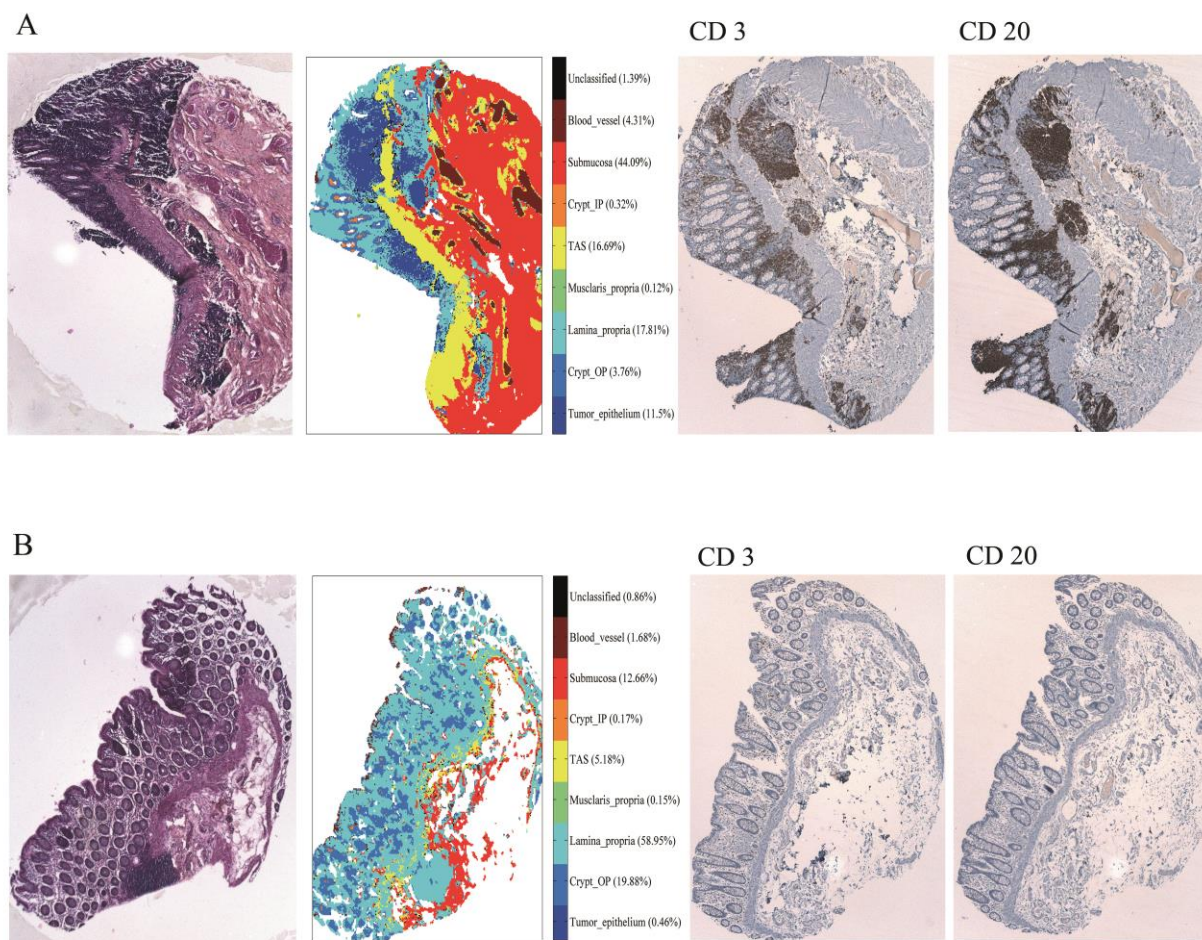 A
CD 3
CD 20
Unclassified (1.39%)
Blood_vessel (4.31%)
Submucosa (44.09%)
Crypt_IP (0.32%)
TAS (16.69%)
Musclaris_propria (0.12%)
Lamina_propria (17.81%)
Crypt_OP (3.76%)
Tumor_epithelium (11.5%)
B
CD 3
CD 20
Unclassified (0.86%)
Blood_vessel (1.68%)
Submucosa (12.66%)
Crypt_IP (0.17%)
TAS (5.18%)
Musclaris_propria (0.15%)
Lamina_propria (58.95%)
Crypt_OP (19.88%)
Tumor_epithelium (0.46%)